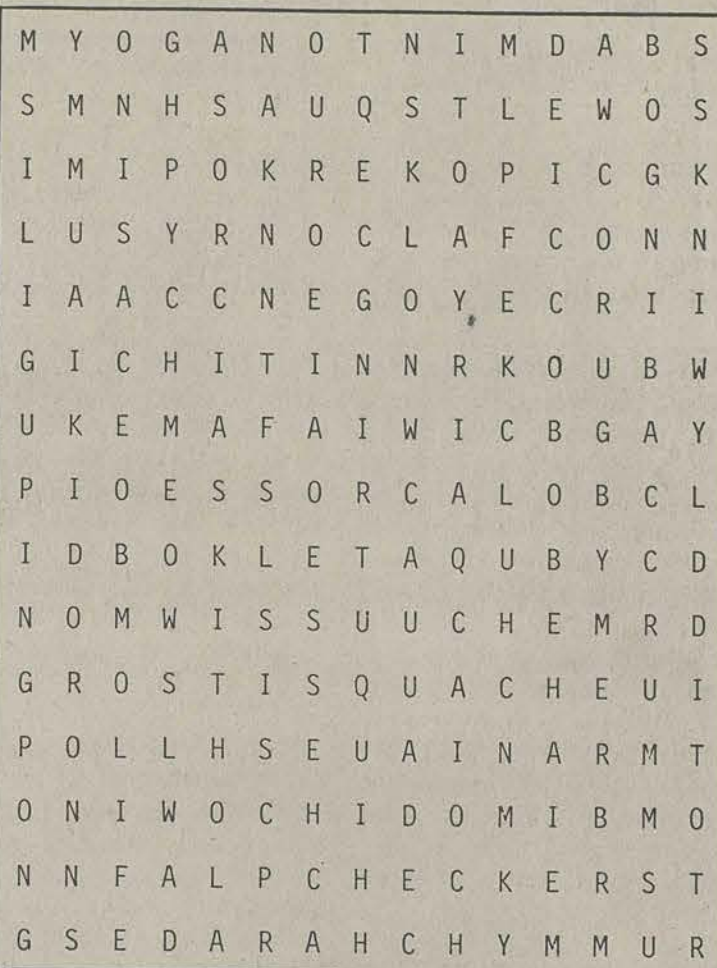 M Y O G A N O T N I M D A B S
S M N H S A U Q S T L E W O S
I M I P O K R E K O P I C G K
L U S Y R N O C L A F C O N N
I A A C C N E G O Y E C R I I
G I C H I T I N N R K O U B W
U K E M A F A I W I C B G A Y
P I O E S S O R C A L O B C L
I D B O K L E T A Q U B Y C D
N O M W I S S U U C H E M R D
G R O S T I S Q U A C H E U I
P O L L H S E U A I N A R M T
O N I W O C H I D O M I B M O
N N F A L P C H E C K E R S T
G S E D A R A H C H Y M M U R